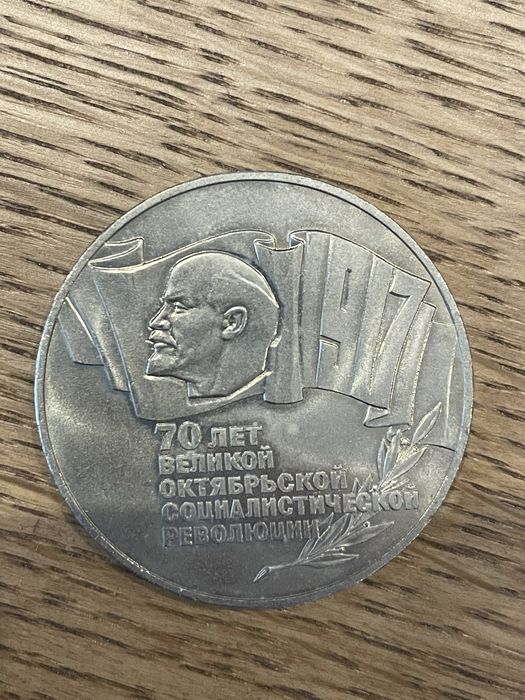 1917
70 ЛЕТ
ВЕЛИКОЙ
ОКТЯБРЬСКОЙ
СОЦИАЛИСТИЧЕСКОЙ
РЕВОЛЮЦИИ